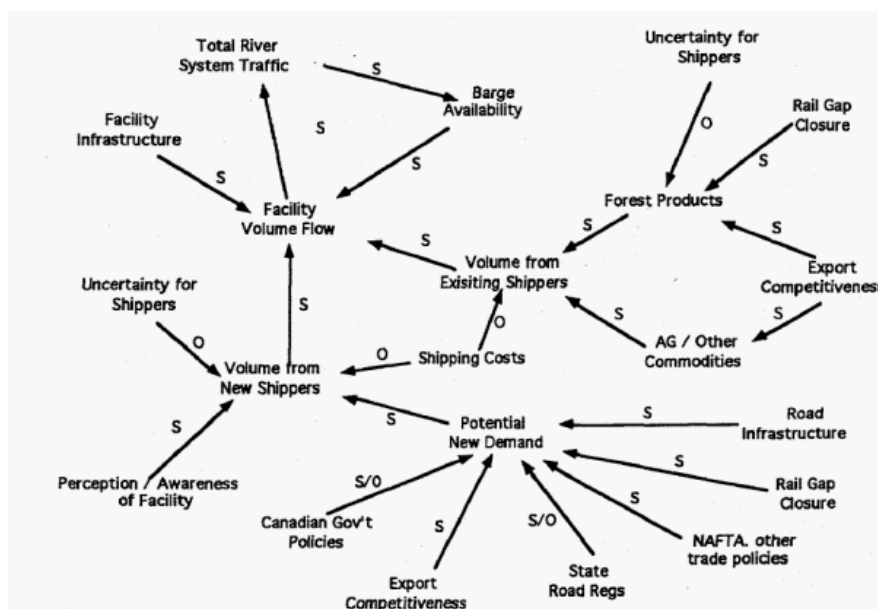 Total River
System Traffic
S
Barge
Availability
Uncertainty for
Shippers
Rail Gap
Closure
Facility
Infrastructure
S
S
S
O
S
Facility
Volume Flow
Forest Products
S
S
S
Volume from
Exisiting Shippers
Export
Competitiveness
Uncertainty for
Shippers
S
O
O
S
S
AG / Other
Commodities
Volume from
New Shippers
O
Shipping Costs
S
S
Potential
New Demand
S
Road
Infrastructure
Perception / Awareness
of Facility
S/O
S
Rail Gap
Closure
Canadian Gov't
Policies
S
S/O
S
NAFTA. other
trade policies
Export
Competitiveness
State
Road Regs